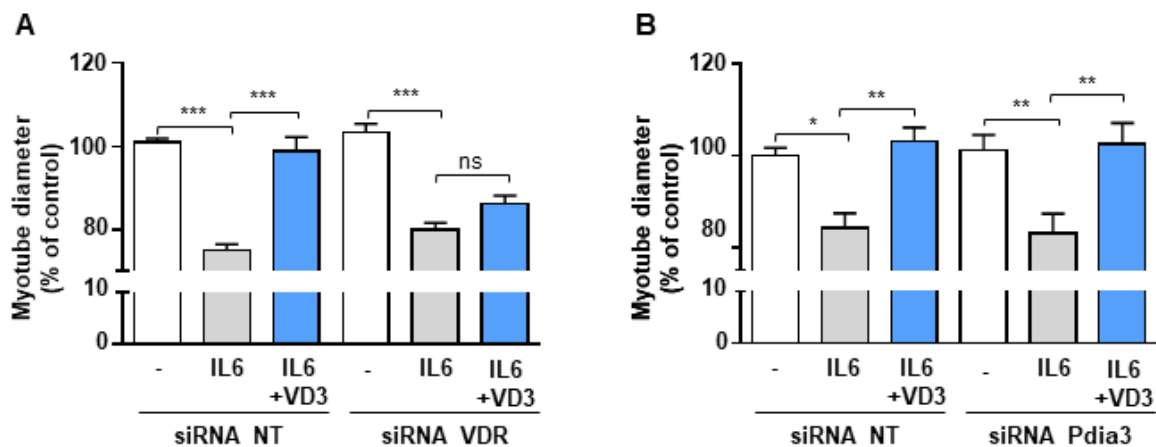 A
Myotube diameter
(% of control)
120
100
80
10
0
***
***
***
ns
-
IL6
IL6
+VD3
-
IL6
IL6
+VD3
siRNA NT
siRNA VDR
B
Myotube diameter
(% of control)
120
100
80
10
0
*
**
**
**
-
IL6
IL6
+VD3
-
IL6
IL6
+VD3
siRNA NT
siRNA Pdia3